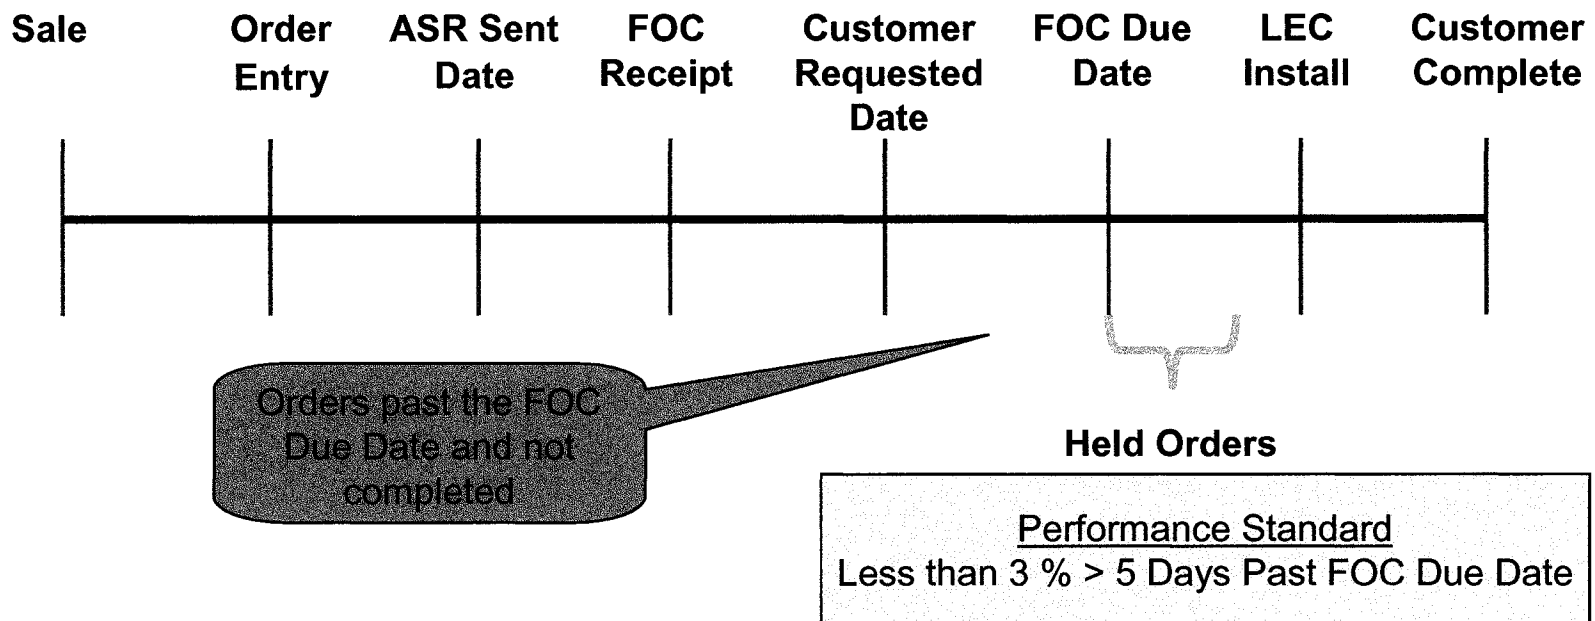 Sale
Order
Entry
ASR Sent
Date
FOC
Receipt
Customer
Requested
Date
FOC Due
Date
LEC
Install
Customer
Complete
Orders past the FOC
Due Date and not
completed
Held Orders
Performance Standard
Less than 3 % > 5 Days Past FOC Due Date